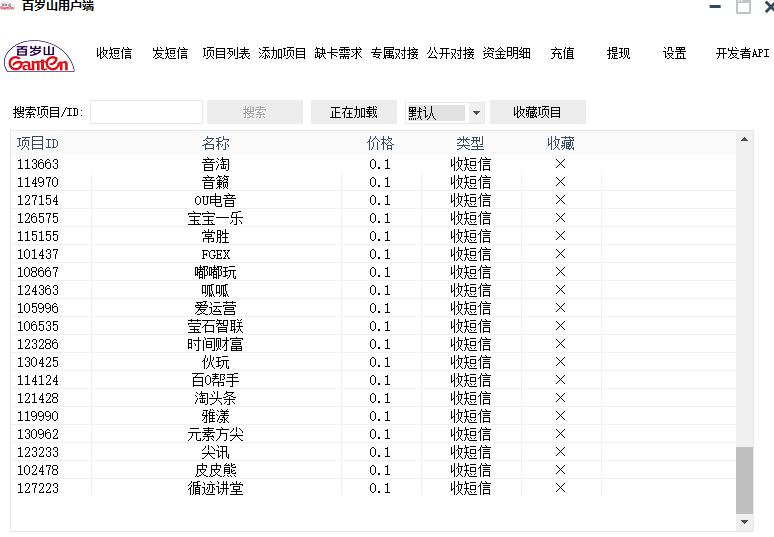 百岁山用户端
百岁山
Ganten
收短信 发短信 项目列表 添加项目 缺卡需求 专属对接 公开对接 资金明细 充值 提现 设置 开发者API
搜索项目/ID: 搜索 正在加载 默认 收藏项目
项目ID 名称 价格 类型 收藏
113663 音淘 0.1 收短信 ×
114970 音籁 0.1 收短信 ×
127154 OU电音 0.1 收短信 ×
126575 宝宝一乐 0.1 收短信 ×
115155 常胜 0.1 收短信 ×
101437 FGEX 0.1 收短信 ×
108667 嘟嘟玩 0.1 收短信 ×
124363 呱呱 0.1 收短信 ×
105996 爱运营 0.1 收短信 ×
106535 莹石智联 0.1 收短信 ×
123286 时间财富 0.1 收短信 ×
130425 伙玩 0.1 收短信 ×
114124 百O帮手 0.1 收短信 ×
121428 淘头条 0.1 收短信 ×
119990 雅漾 0.1 收短信 ×
130962 元素方尖 0.1 收短信 ×
123233 尖讯 0.1 收短信 ×
102478 皮皮熊 0.1 收短信 ×
127223 循迹讲堂 0.1 收短信 ×